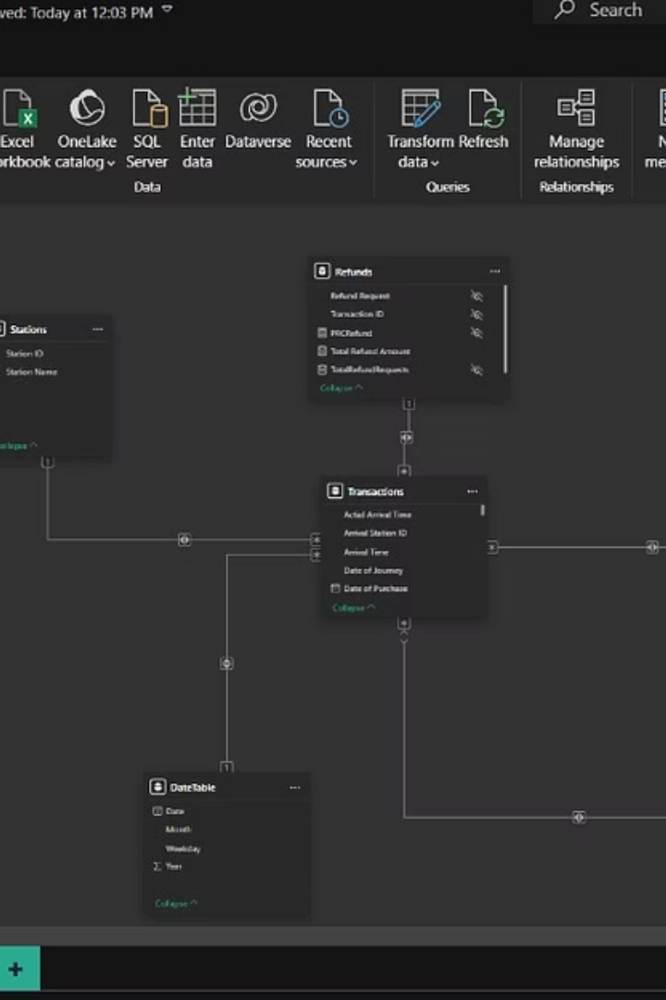 ved: Today at 12:03 PM
Search
Excel
rkbook
OneLake
catalog
SQL
Server
Enter
data
Dataverse
Recent
sources
Transform
data
Refresh
Manage
relationships
N
me
Data
Queries
Relationships
Refunds
Refund Request
Transaction ID
PRCRefund
Total Refund Amount
TotalRefundRequests
Collapse
Stations
Station ID
Station Name
ollapse
1
1
Transactions
Actual Arrival Time
Arrival Station ID
Arrival Time
Date of Journey
Date of Purchase
Collapse
*
*
*
*
*
1
DateTable
Date
Month
Weekday
Σ Year
Collapse
+